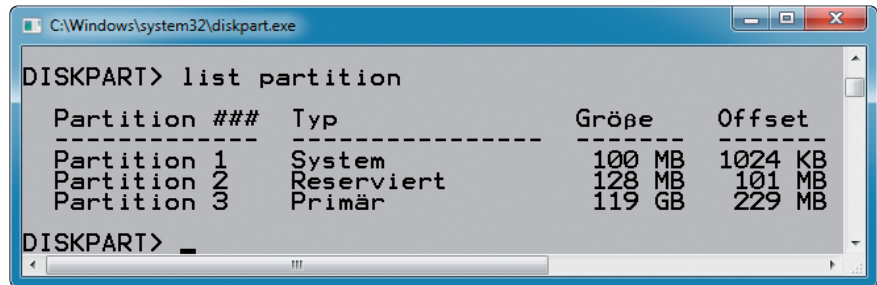 C:\Windows\system32\diskpart.exe
DISKPART> list partition
Partition ###  Typ               Größe    Offset
-------------  ----------------  -------  -------
Partition 1    System             100 MB  1024 KB
Partition 2    Reserviert         128 MB   101 MB
Partition 3    Primär             119 GB   229 MB
DISKPART> _